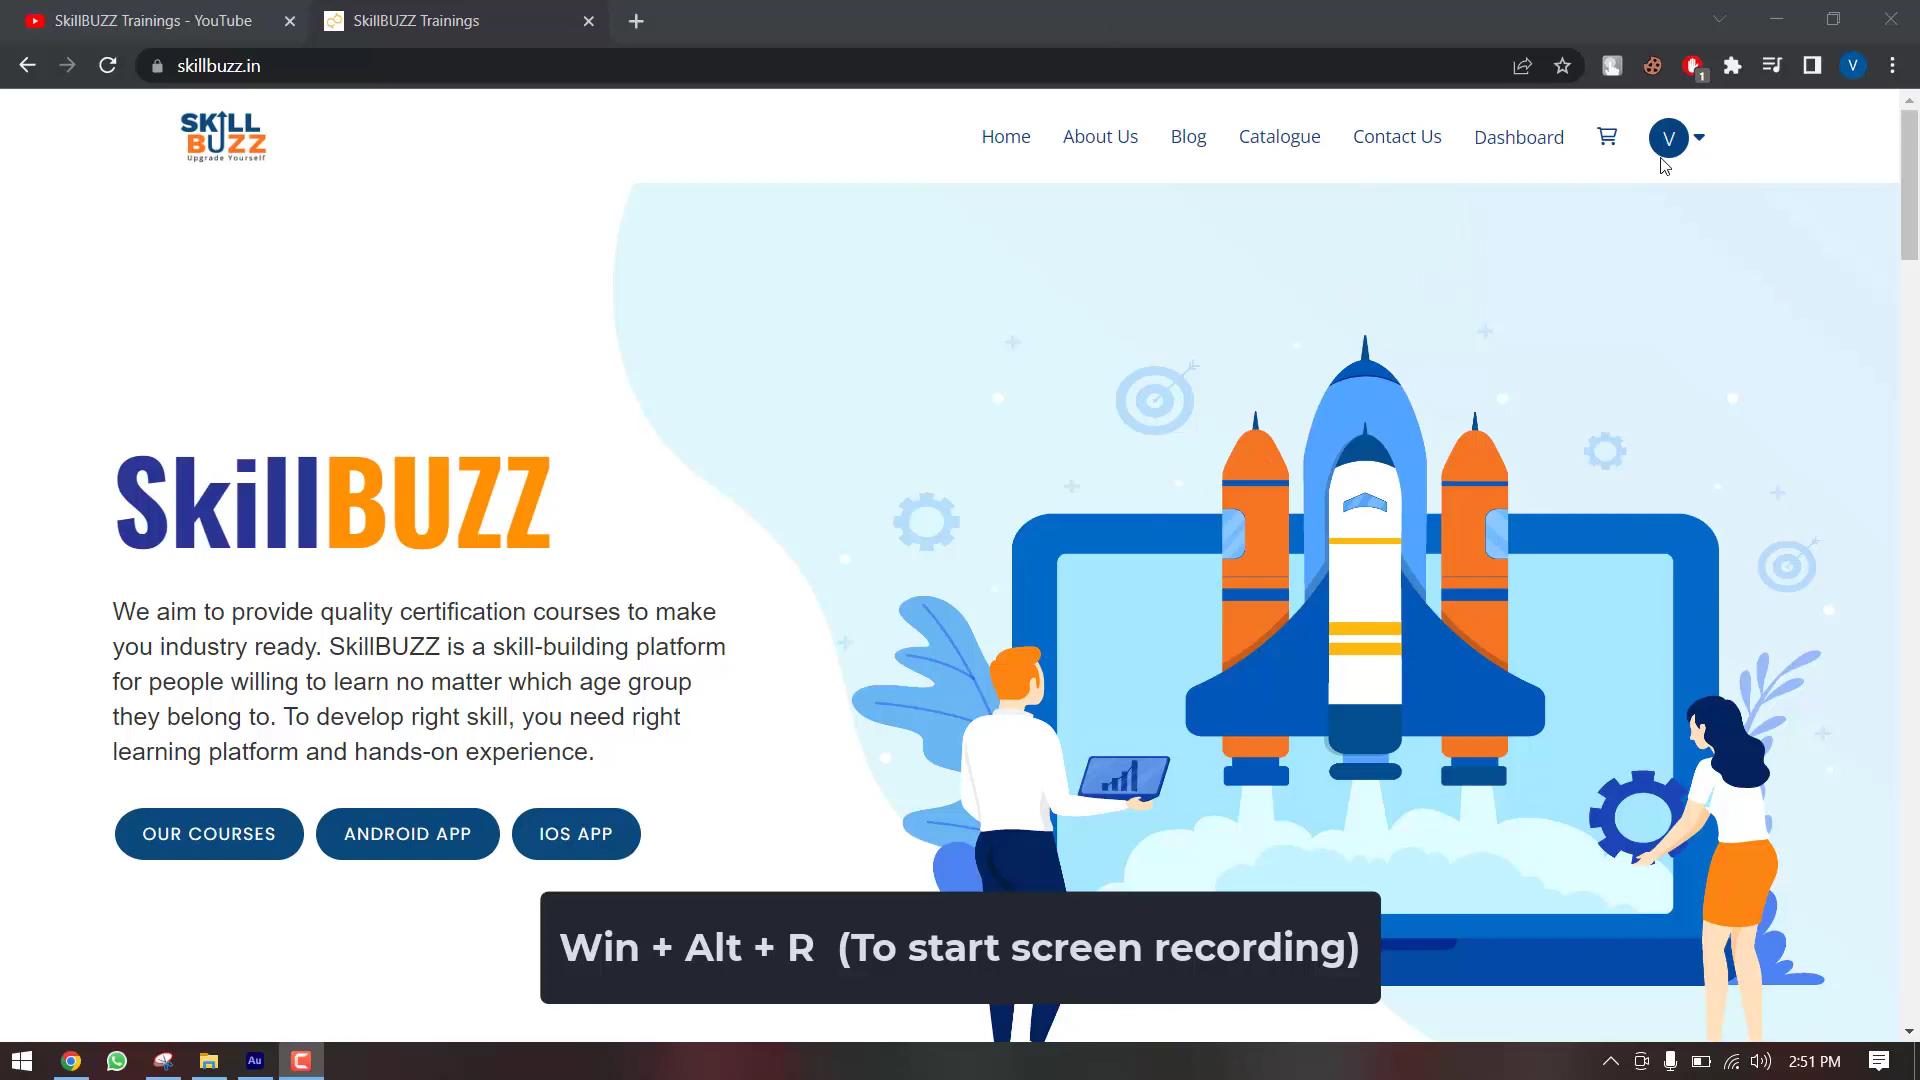 SkillBUZZ Trainings - YouTube
SkillBUZZ Trainings
skillbuzz.in
1
V
SKILL
BUZZ
Upgrade Yourself
Home
About Us
Blog
Catalogue
Contact Us
Dashboard
V
SkillBUZZ
We aim to provide quality certification courses to make
you industry ready. SkillBUZZ is a skill-building platform
for people willing to learn no matter which age group
they belong to. To develop right skill, you need right
learning platform and hands-on experience.
OUR COURSES
ANDROID APP
IOS APP
Win + Alt + R (To start screen recording)
Au
2:51 PM